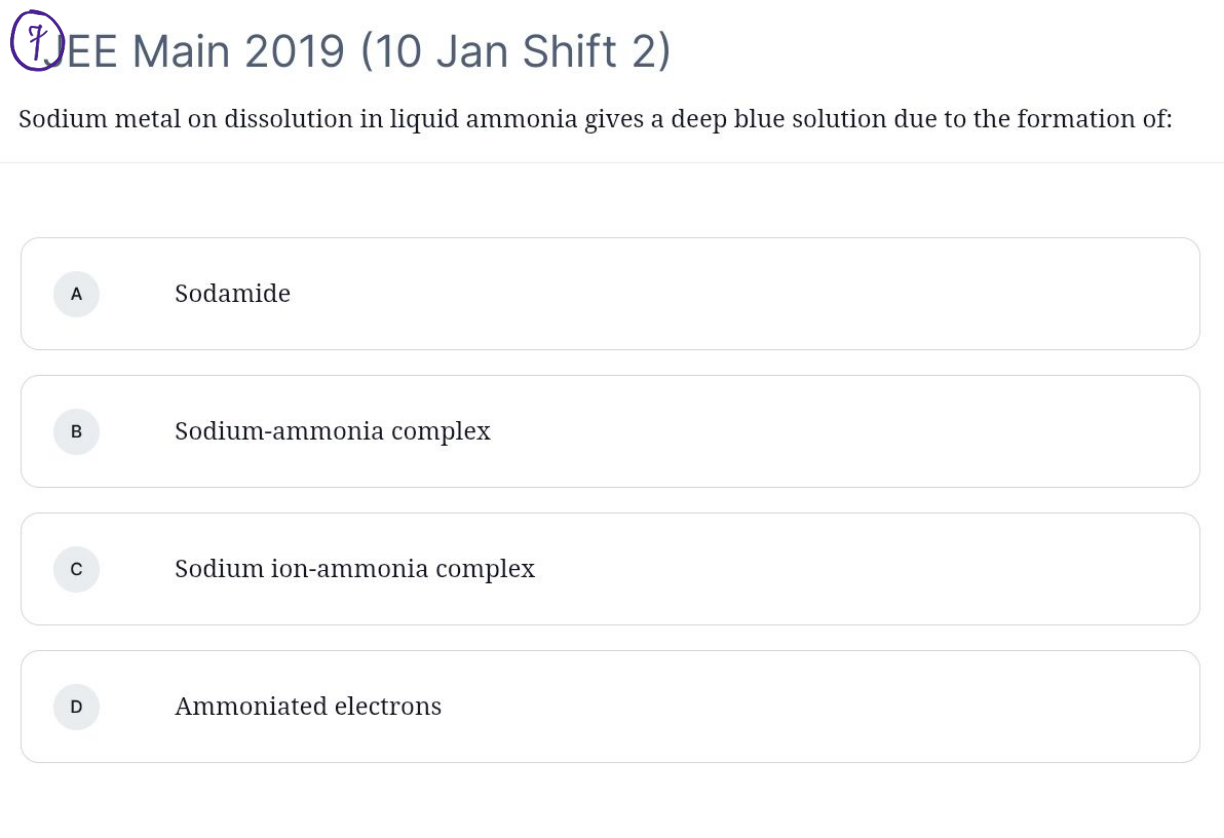 7
JEE Main 2019 (10 Jan Shift 2)
Sodium metal on dissolution in liquid ammonia gives a deep blue solution due to the formation of:
A Sodamide
B Sodium-ammonia complex
C Sodium ion-ammonia complex
D Ammoniated electrons